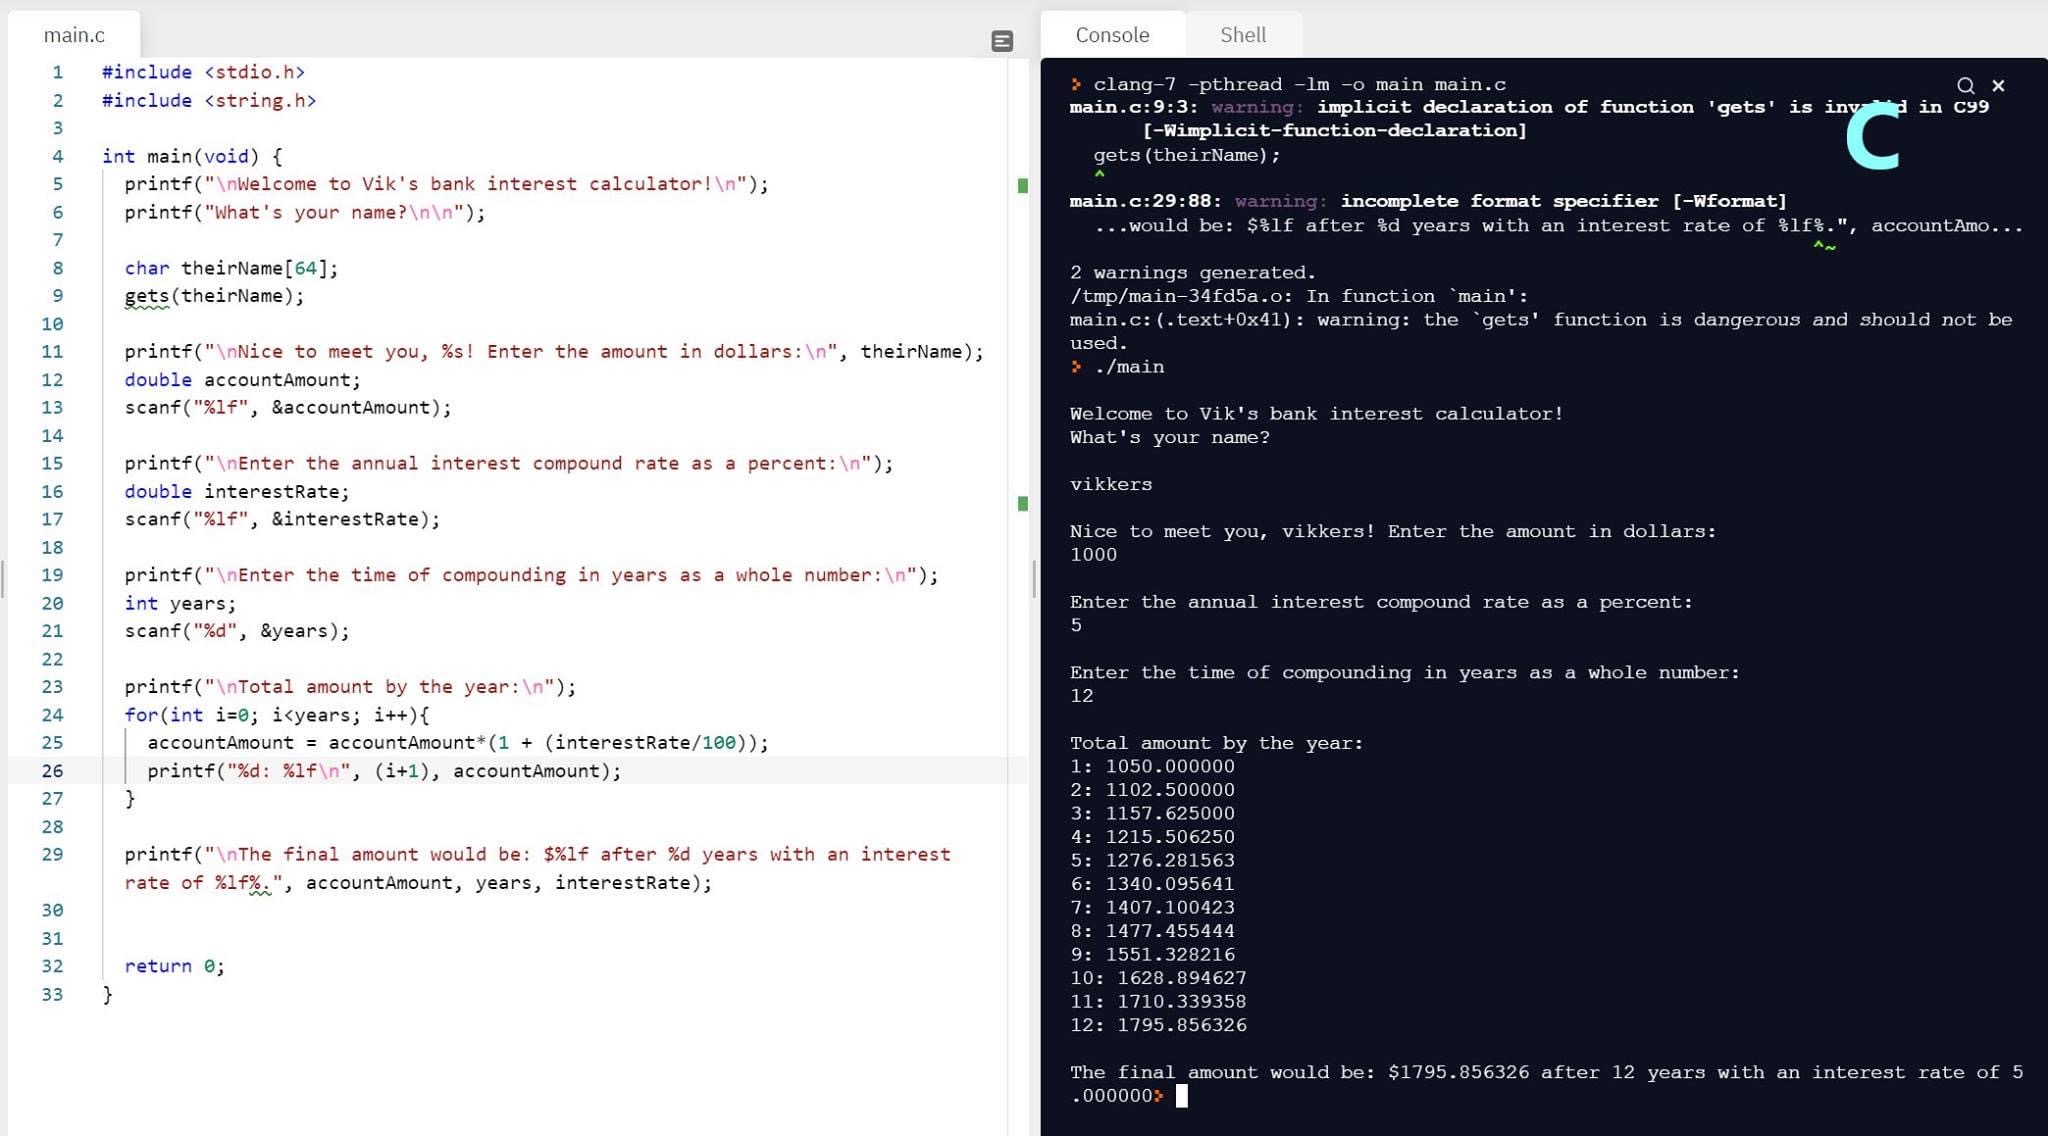 main.c
1 #include <stdio.h>
2 #include <string.h>
3
4 int main(void) {
5 printf("\nWelcome to Vik's bank interest calculator!\n");
6 printf("What's your name?\n\n");
7
8 char theirName[64];
9 gets(theirName);
10
11 printf("\nNice to meet you, %s! Enter the amount in dollars:\n", theirName);
12 double accountAmount;
13 scanf("%lf", &accountAmount);
14
15 printf("\nEnter the annual interest compound rate as a percent:\n");
16 double interestRate;
17 scanf("%lf", &interestRate);
18
19 printf("\nEnter the time of compounding in years as a whole number:\n");
20 int years;
21 scanf("%d", &years);
22
23 printf("\nTotal amount by the year:\n");
24 for(int i=0; i<years; i++){
25 accountAmount = accountAmount*(1 + (interestRate/100));
26 printf("%d: %lf\n", (i+1), accountAmount);
27 }
28
29 printf("\nThe final amount would be: $%lf after %d years with an interest
rate of %lf%.", accountAmount, years, interestRate);
30
31
32 return 0;
33 }
Console Shell
clang-7 -pthread -lm -o main main.c
main.c:9:3: warning: implicit declaration of function 'gets' is invalid in C99
[-Wimplicit-function-declaration]
gets(theirName);
^
main.c:29:88: warning: incomplete format specifier [-Wformat]
...would be: $%lf after %d years with an interest rate of %lf%.", accountAmo...
^~
2 warnings generated.
/tmp/main-34fd5a.o: In function `main':
main.c:(.text+0x41): warning: the `gets' function is dangerous and should not be
used.
./main
Welcome to Vik's bank interest calculator!
What's your name?
vikkers
Nice to meet you, vikkers! Enter the amount in dollars:
1000
Enter the annual interest compound rate as a percent:
5
Enter the time of compounding in years as a whole number:
12
Total amount by the year:
1: 1050.000000
2: 1102.500000
3: 1157.625000
4: 1215.506250
5: 1276.281563
6: 1340.095641
7: 1407.100423
8: 1477.455444
9: 1551.328216
10: 1628.894627
11: 1710.339358
12: 1795.856326
The final amount would be: $1795.856326 after 12 years with an interest rate of 5
.000000
C